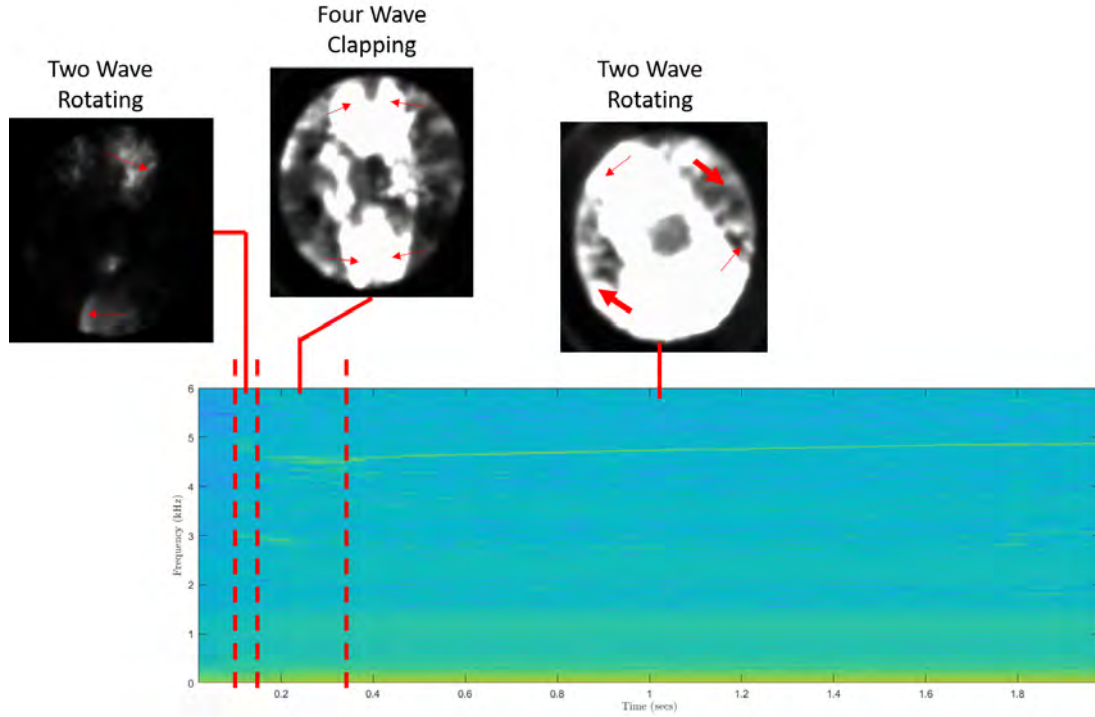 Four Wave
Clapping
Two Wave
Rotating
Two Wave
Rotating
6
5
4
3
2
1
0
Frequency (kHz)
0.2
0.4
0.6
0.8
1
1.2
1.4
1.6
1.8
Time (secs)